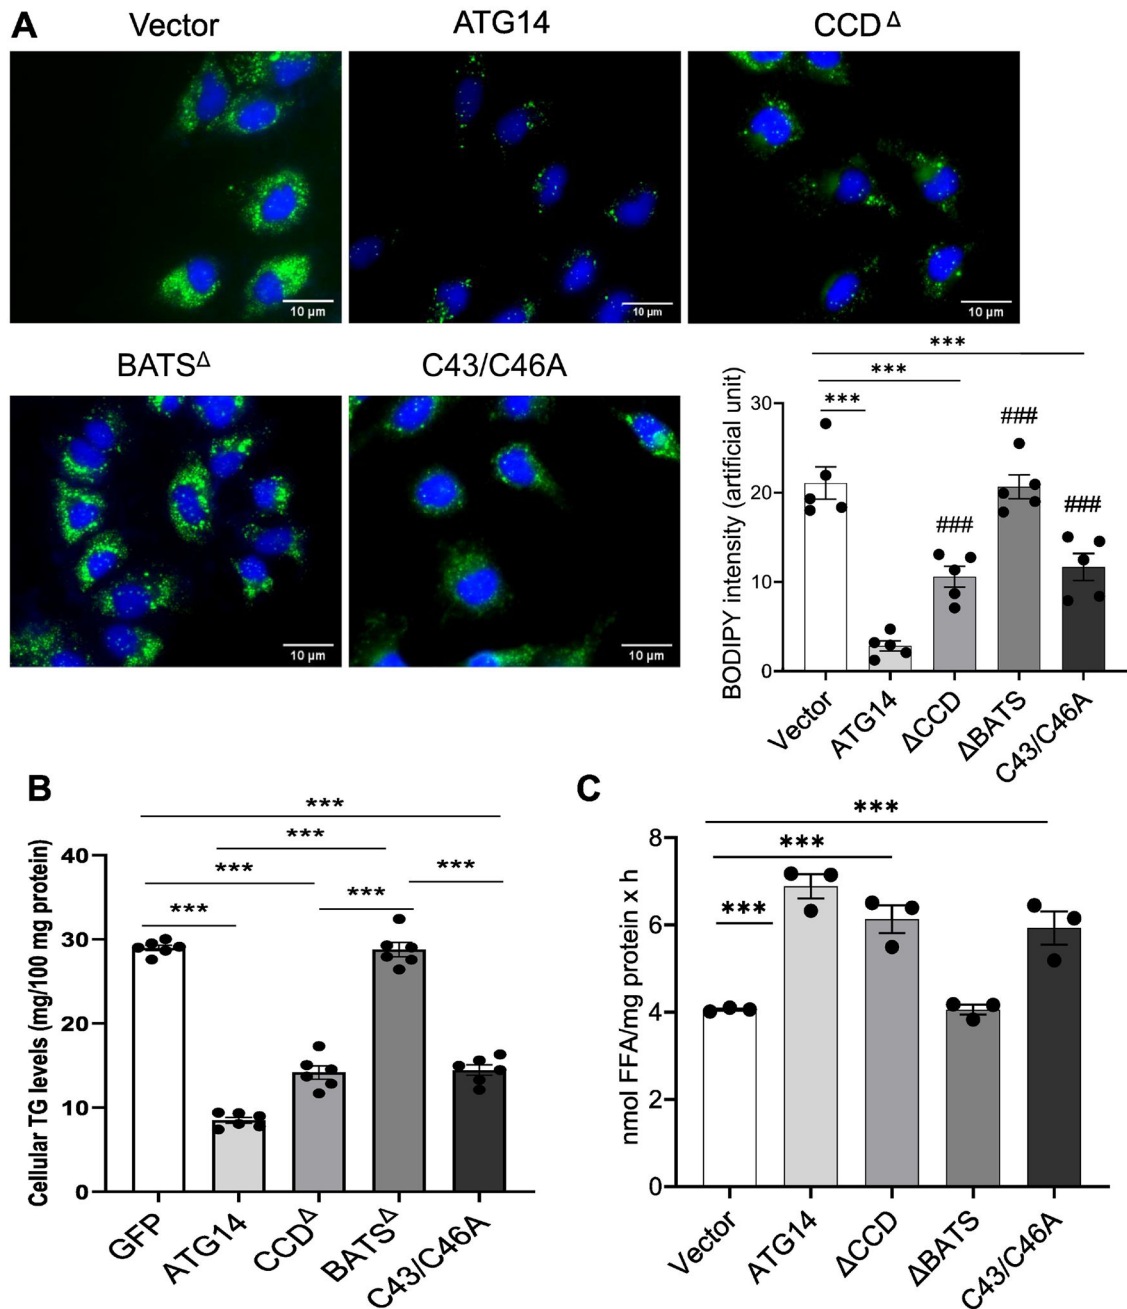 A
Vector
ATG14
CCD Δ
10 µm
10 µm
10 µm
BATSΔ
C43/C46A
10 µm
10 µm
BODIPY intensity (artificial unit)
***
***
***
###
###
###
30
20
10
0
Vector
ATG14
ΔCCD
ΔBATS
C43/C46A
B
Cellular TG levels (mg/100 mg protein)
***
***
***
***
***
***
40
30
20
10
0
GFP
ATG14
CCDΔ
BATSΔ
C43/C46A
C
nmol FFA/mg protein x h
***
***
***
8
6
4
2
0
Vector
ATG14
ΔCCD
ΔBATS
C43/C46A